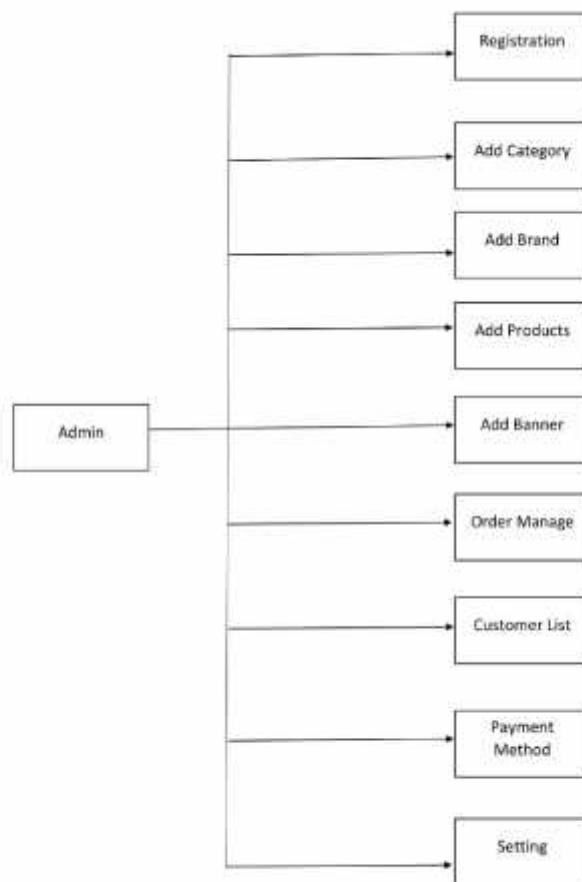 Registration
Add Category
Add Brand
Add Products
Admin
Add Banner
Order Manage
Customer List
Payment
Method
Setting